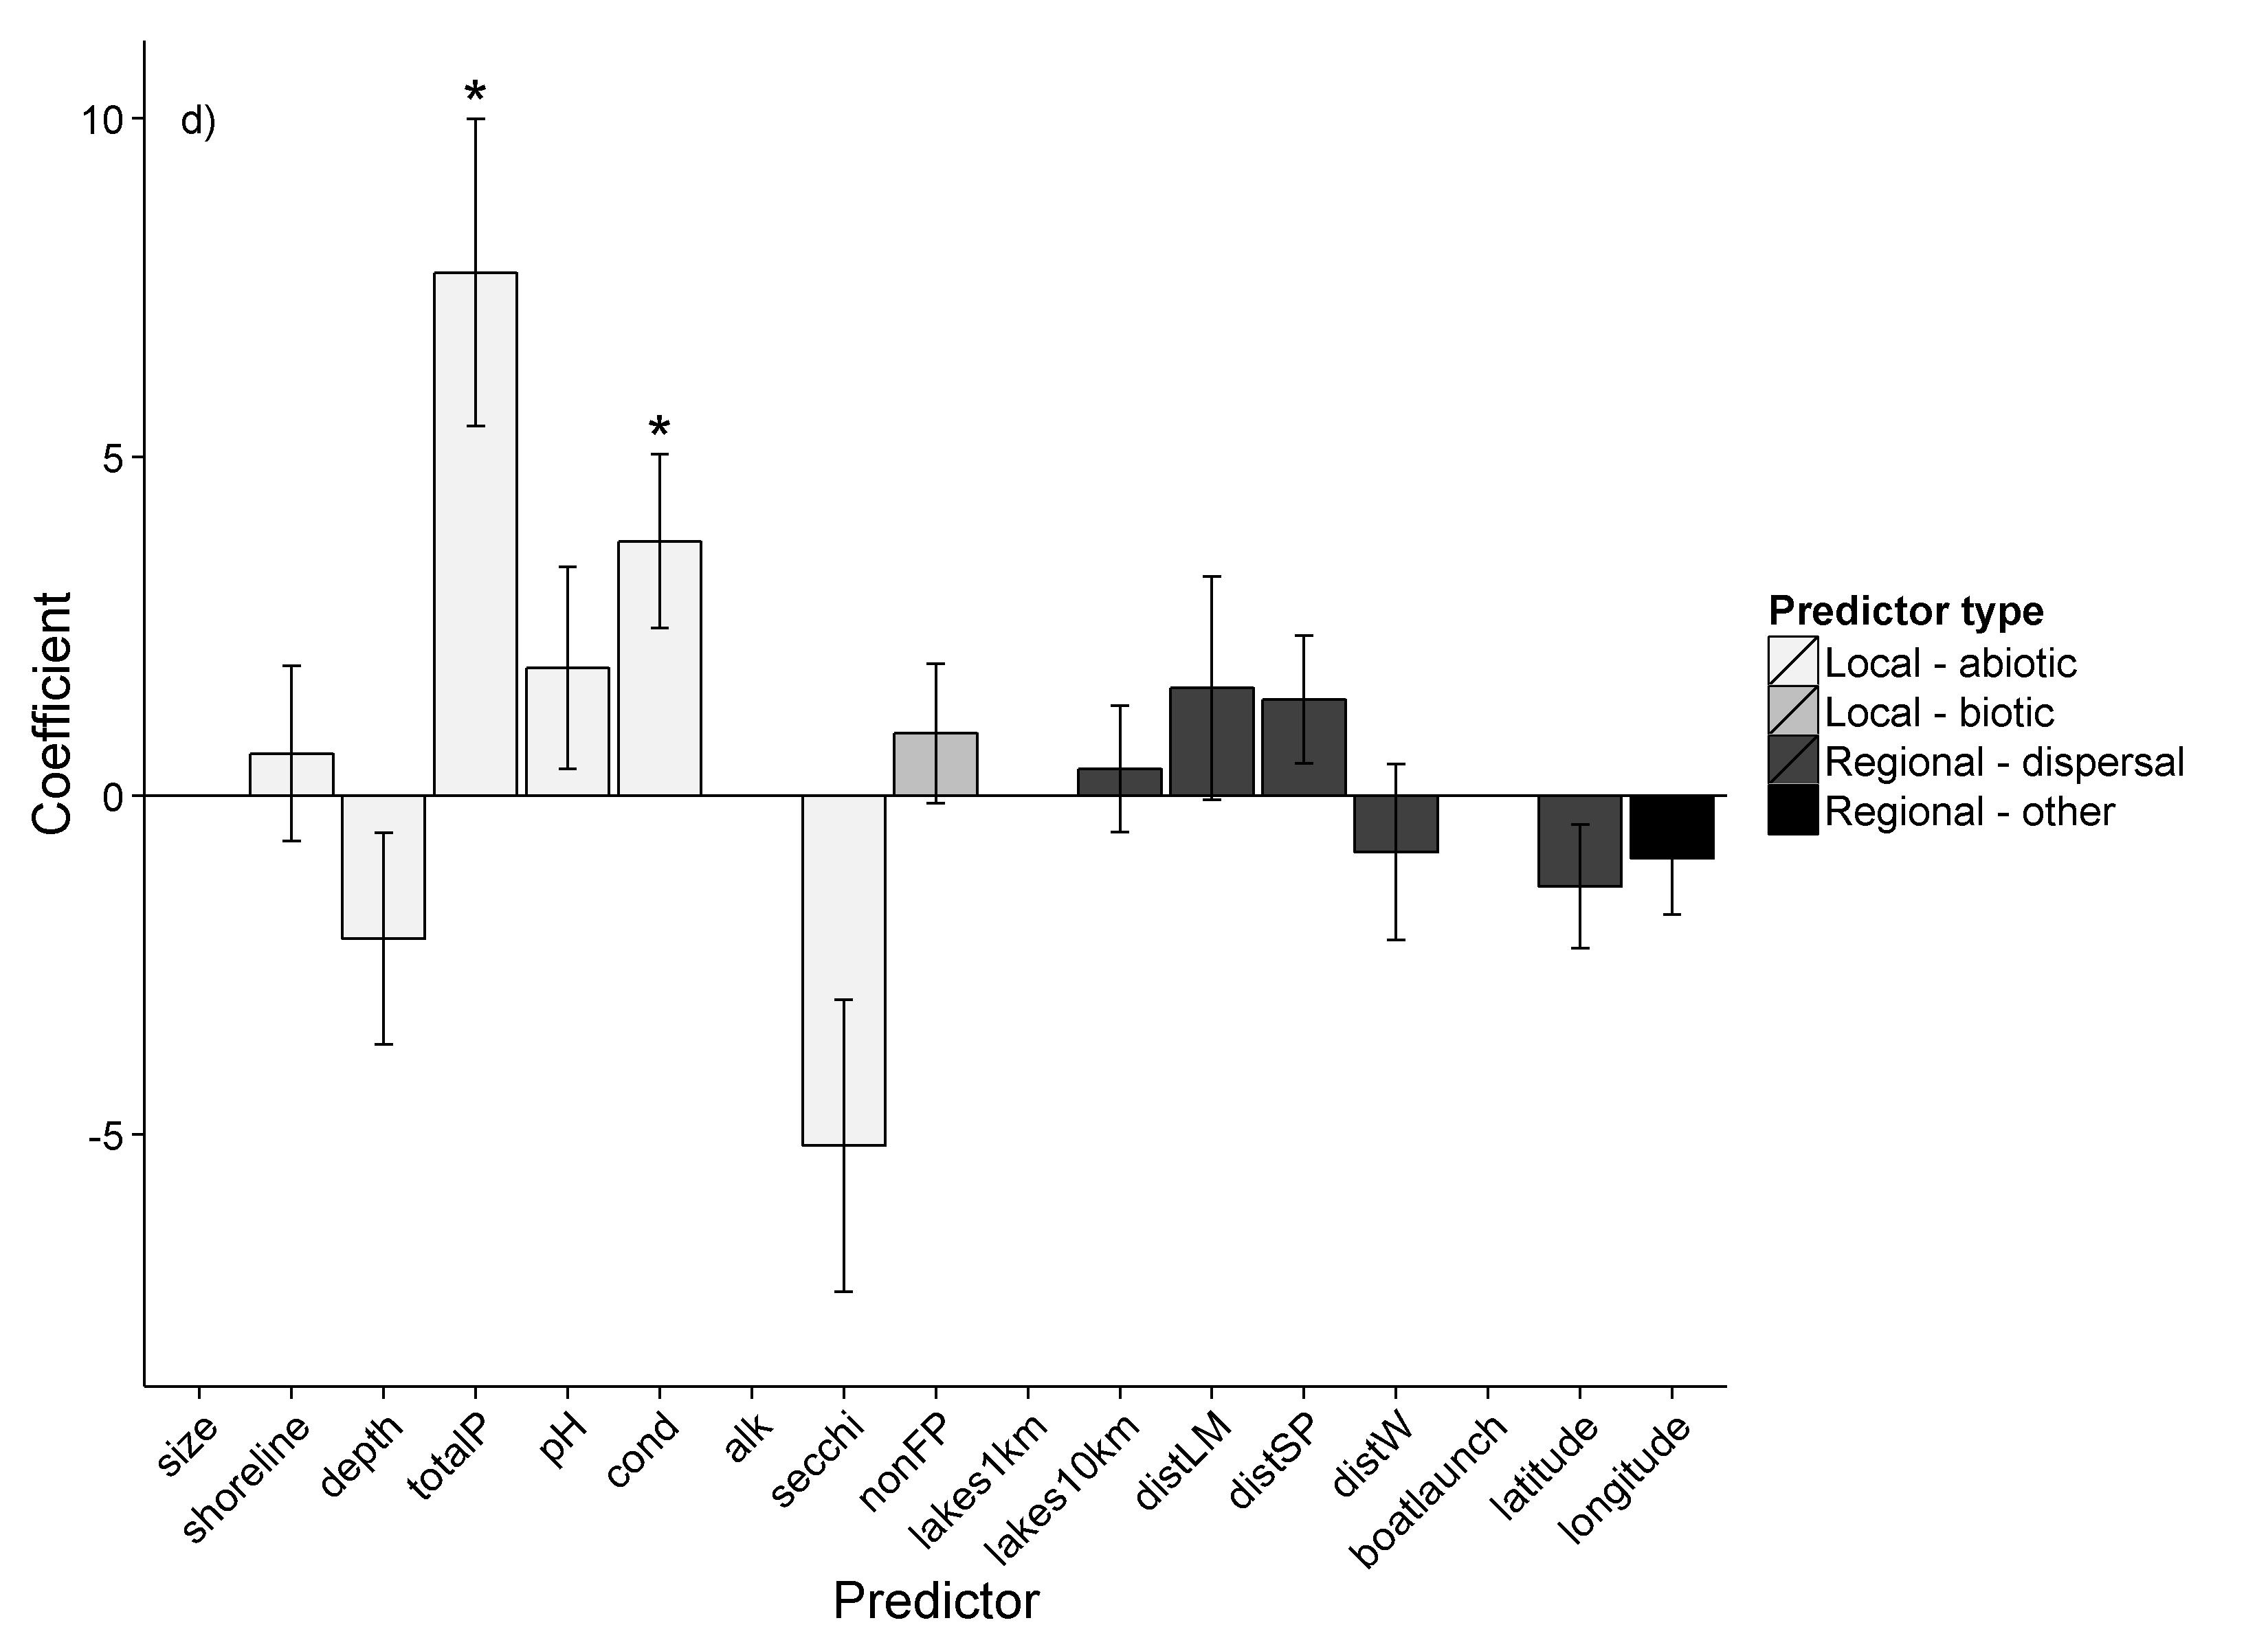 d)
*
*
10
5
0
-5
Coefficient
size
shoreline
depth
totalP
pH
cond
alk
secchi
nonFP
lakes1km
lakes10km
distLM
distSP
distW
boatlaunch
latitude
longitude
Predictor
Predictor type
Local - abiotic
Local - biotic
Regional - dispersal
Regional - other